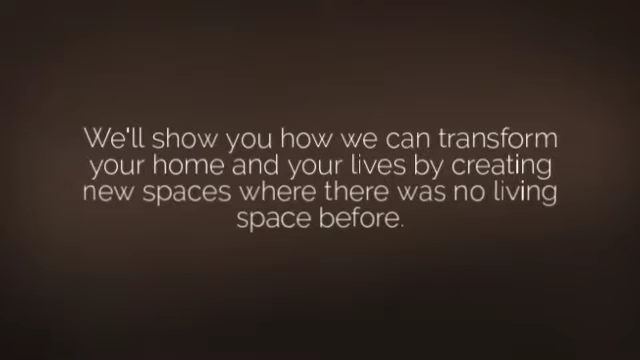 We'll show you how we can transform
your home and your lives by creating
new spaces where there was no living
space before.